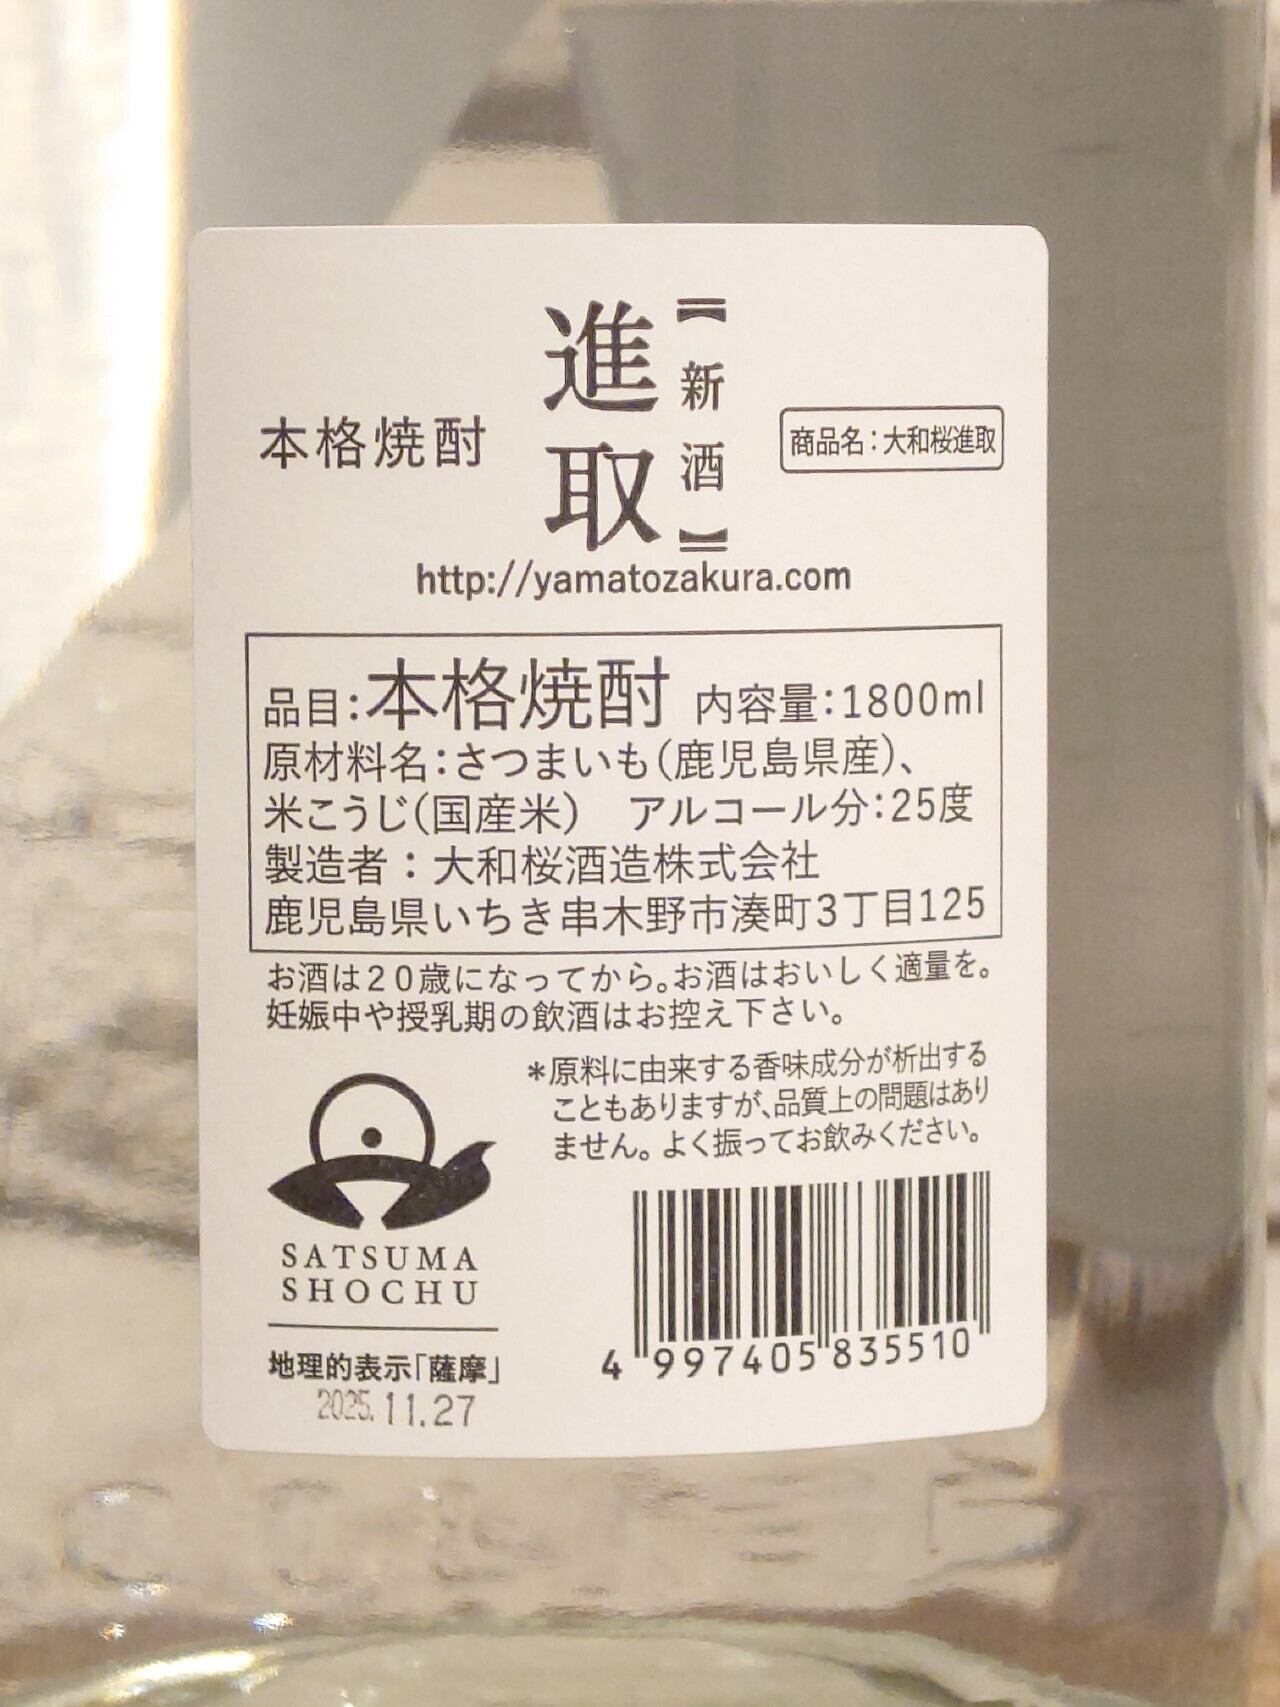 本格焼酎
進取
【新酒】
商品名：大和桜進取
http://yamatozakura.com
品目：本格焼酎 内容量：1800ml
原材料名：さつまいも（鹿児島県産）、
米こうじ（国産米） アルコール分：25度
製造者：大和桜酒造株式会社
鹿児島県いちき串木野市湊町3丁目125
お酒は20歳になってから。お酒はおいしく適量を。
妊娠中や授乳期の飲酒はお控え下さい。
＊原料に由来する香味成分が析出する
こともありますが、品質上の問題はあり
ません。よく振ってお飲みください。
SATSUMA
SHOCHU
地理的表示「薩摩」
2025.11.27
4 997405 835510